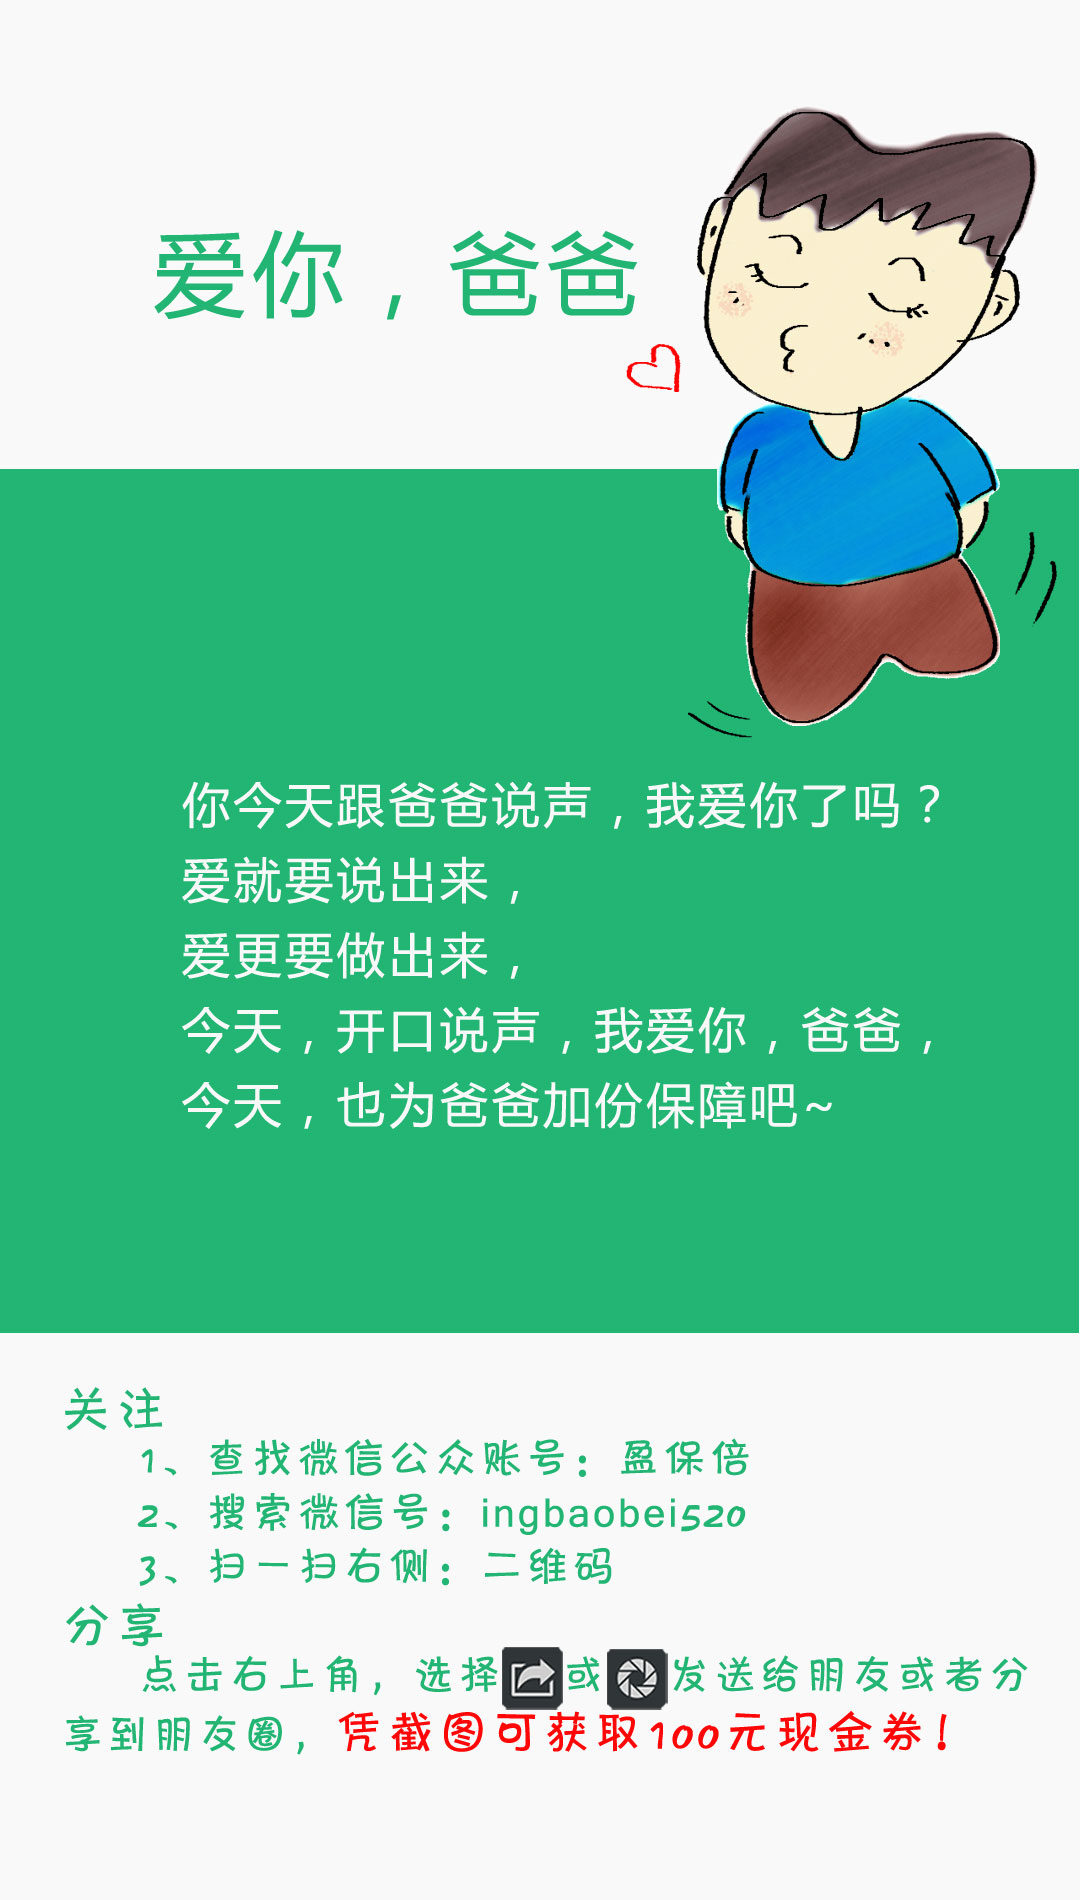 爱你，爸爸
你今天跟爸爸说声，我爱你了吗？
爱就要说出来，
爱更要做出来，
今天，开口说声，我爱你，爸爸，
今天，也为爸爸加份保障吧~
关注
1、查找微信公众账号：盈保倍
2、搜索微信号：ingbaobei520
3、扫一扫右侧：二维码
分享
点击右上角，选择或发送给朋友或者分
享到朋友圈，凭截图可获取100元现金券！